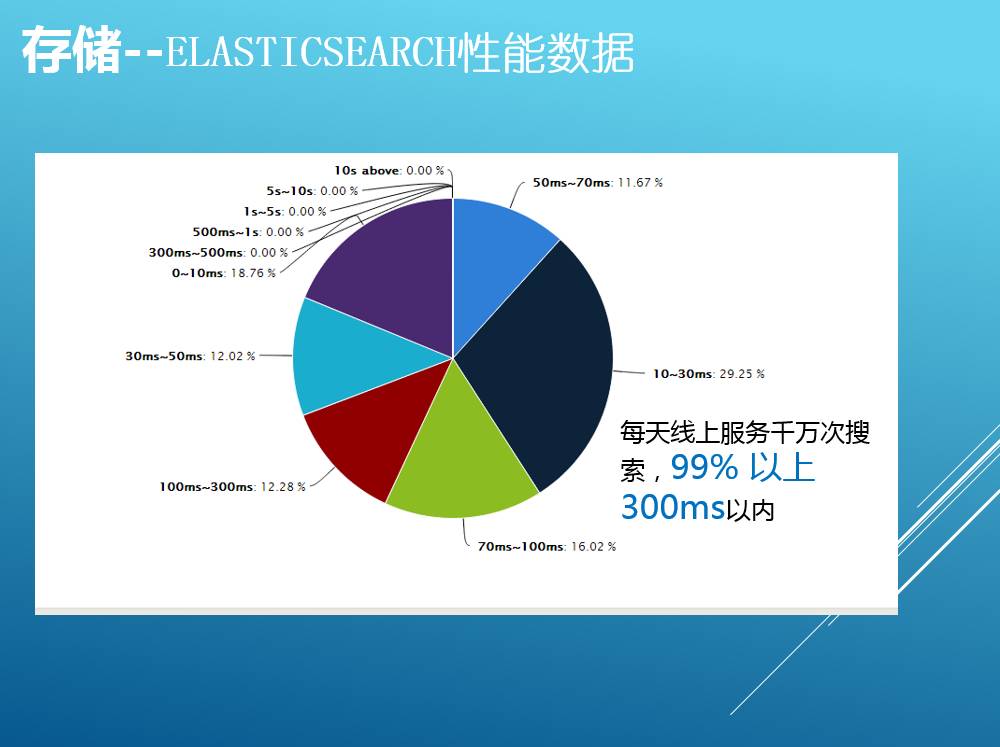 存储--ELASTICSEARCH性能数据
10s above: 0.00 %
5s~10s: 0.00 %
1s~5s: 0.00 %
500ms~1s: 0.00 %
300ms~500ms: 0.00 %
0~10ms: 18.76 %
50ms~70ms: 11.67 %
30ms~50ms: 12.02 %
10~30ms: 29.25 %
100ms~300ms: 12.28 %
70ms~100ms: 16.02 %
每天线上服务千万次搜
索，99% 以上
300ms以内